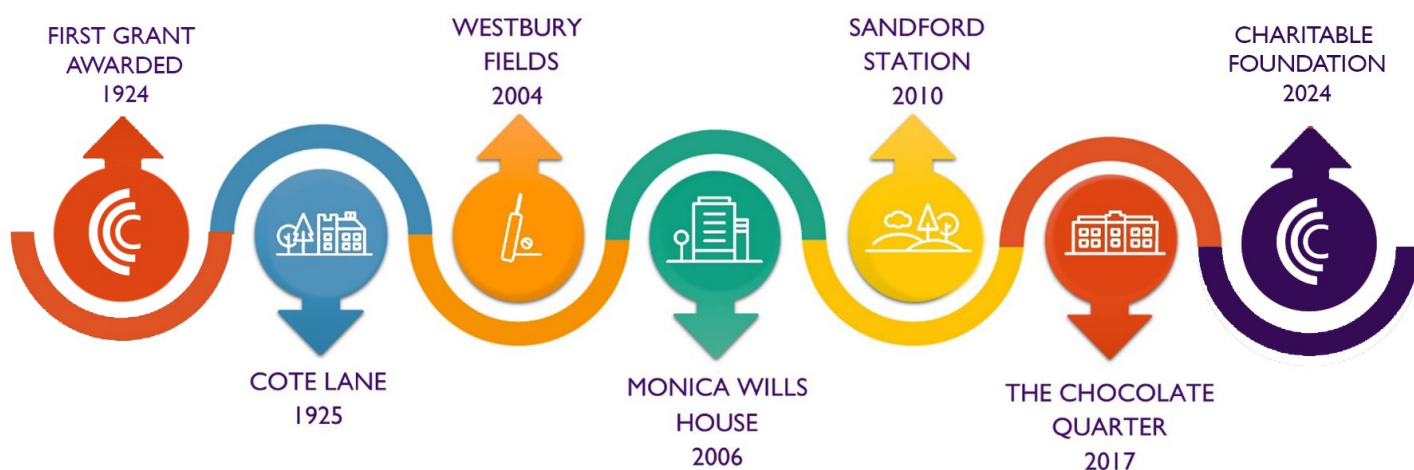 FIRST GRANT
AWARDED
1924
COTE LANE
1925
WESTBURY
FIELDS
2004
MONICA WILLS
HOUSE
2006
SANDFORD
STATION
2010
THE CHOCOLATE
QUARTER
2017
CHARITABLE
FOUNDATION
2024